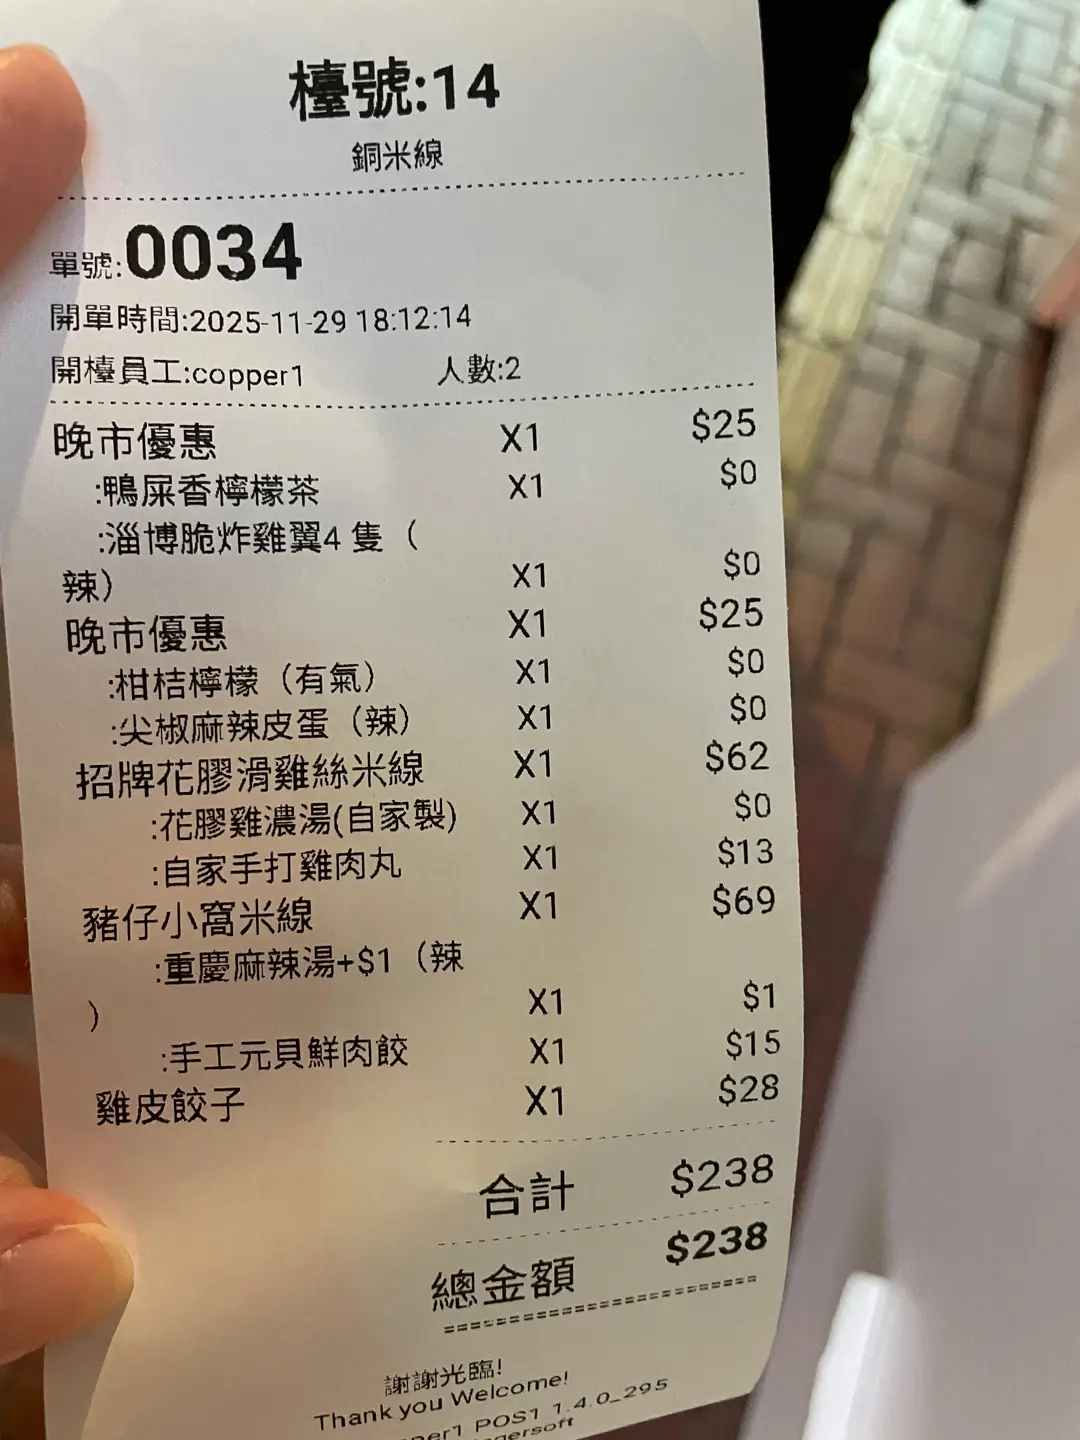 檯號:14
銅米線
單號:0034
開單時間:2025-11-29 18:12:14
開檯員工:copper1 人數:2
晚市優惠 X1 $25
:鴨屎香檸檬茶 X1 $0
:淄博脆炸雞翼4 隻（
辣） X1 $0
晚市優惠 X1 $25
:柑桔檸檬（有氣） X1 $0
:尖椒麻辣皮蛋（辣） X1 $0
招牌花膠滑雞絲米線 X1 $62
:花膠雞濃湯(自家製) X1 $0
:自家手打雞肉丸 X1 $13
豬仔小窩米線 X1 $69
:重慶麻辣湯+$1（辣
） X1 $1
:手工元貝鮮肉餃 X1 $15
雞皮餃子 X1 $28
合計 $238
總金額 $238
謝謝光臨!
Thank you Welcome!
POS1 1.4.0_295